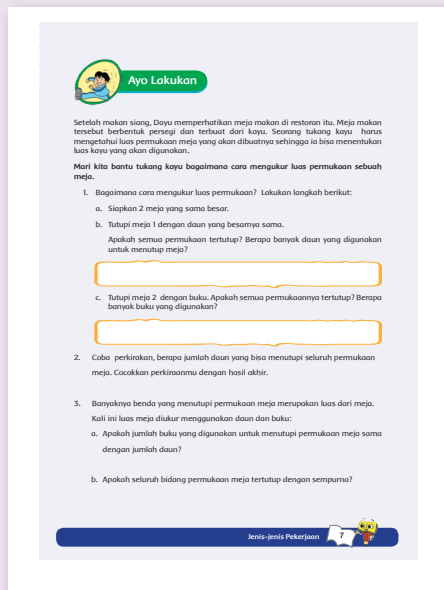 Ayo Lakukan
Setelah makan siang, Dayu memperhatikan meja makan di restoran itu. Meja makan
tersebut berbentuk persegi dan terbuat dari kayu. Seorang tukang kayu harus
mengetahui luas permukaan meja yang akan dibuatnya sehingga ia bisa menentukan
luas kayu yang akan digunakan.
Mari kita bantu tukang kayu bagaimana cara mengukur luas permukaan sebuah
meja.
1. Bagaimana cara mengukur luas permukaan? Lakukan langkah berikut:
a. Siapkan 2 meja yang sama besar.
b. Tutupi meja 1 dengan daun yang besarnya sama.
Apakah semua permukaan tertutup? Berapa banyak daun yang digunakan
untuk menutup meja?
c. Tutupi meja 2 dengan buku. Apakah semua permukaannya tertutup? Berapa
banyak buku yang digunakan?
2. Coba perkirakan, berapa jumlah daun yang bisa menutupi seluruh permukaan
meja. Cocokkan perkiraanmu dengan hasil akhir.
3. Banyaknya benda yang menutupi permukaan meja merupakan luas dari meja.
Kali ini luas meja diukur menggunakan daun dan buku:
a. Apakah jumlah buku yang digunakan untuk menutupi permukaan meja sama
dengan jumlah daun?
b. Apakah seluruh bidang permukaan meja tertutup dengan sempurna?
Jenis-jenis Pekerjaan 7